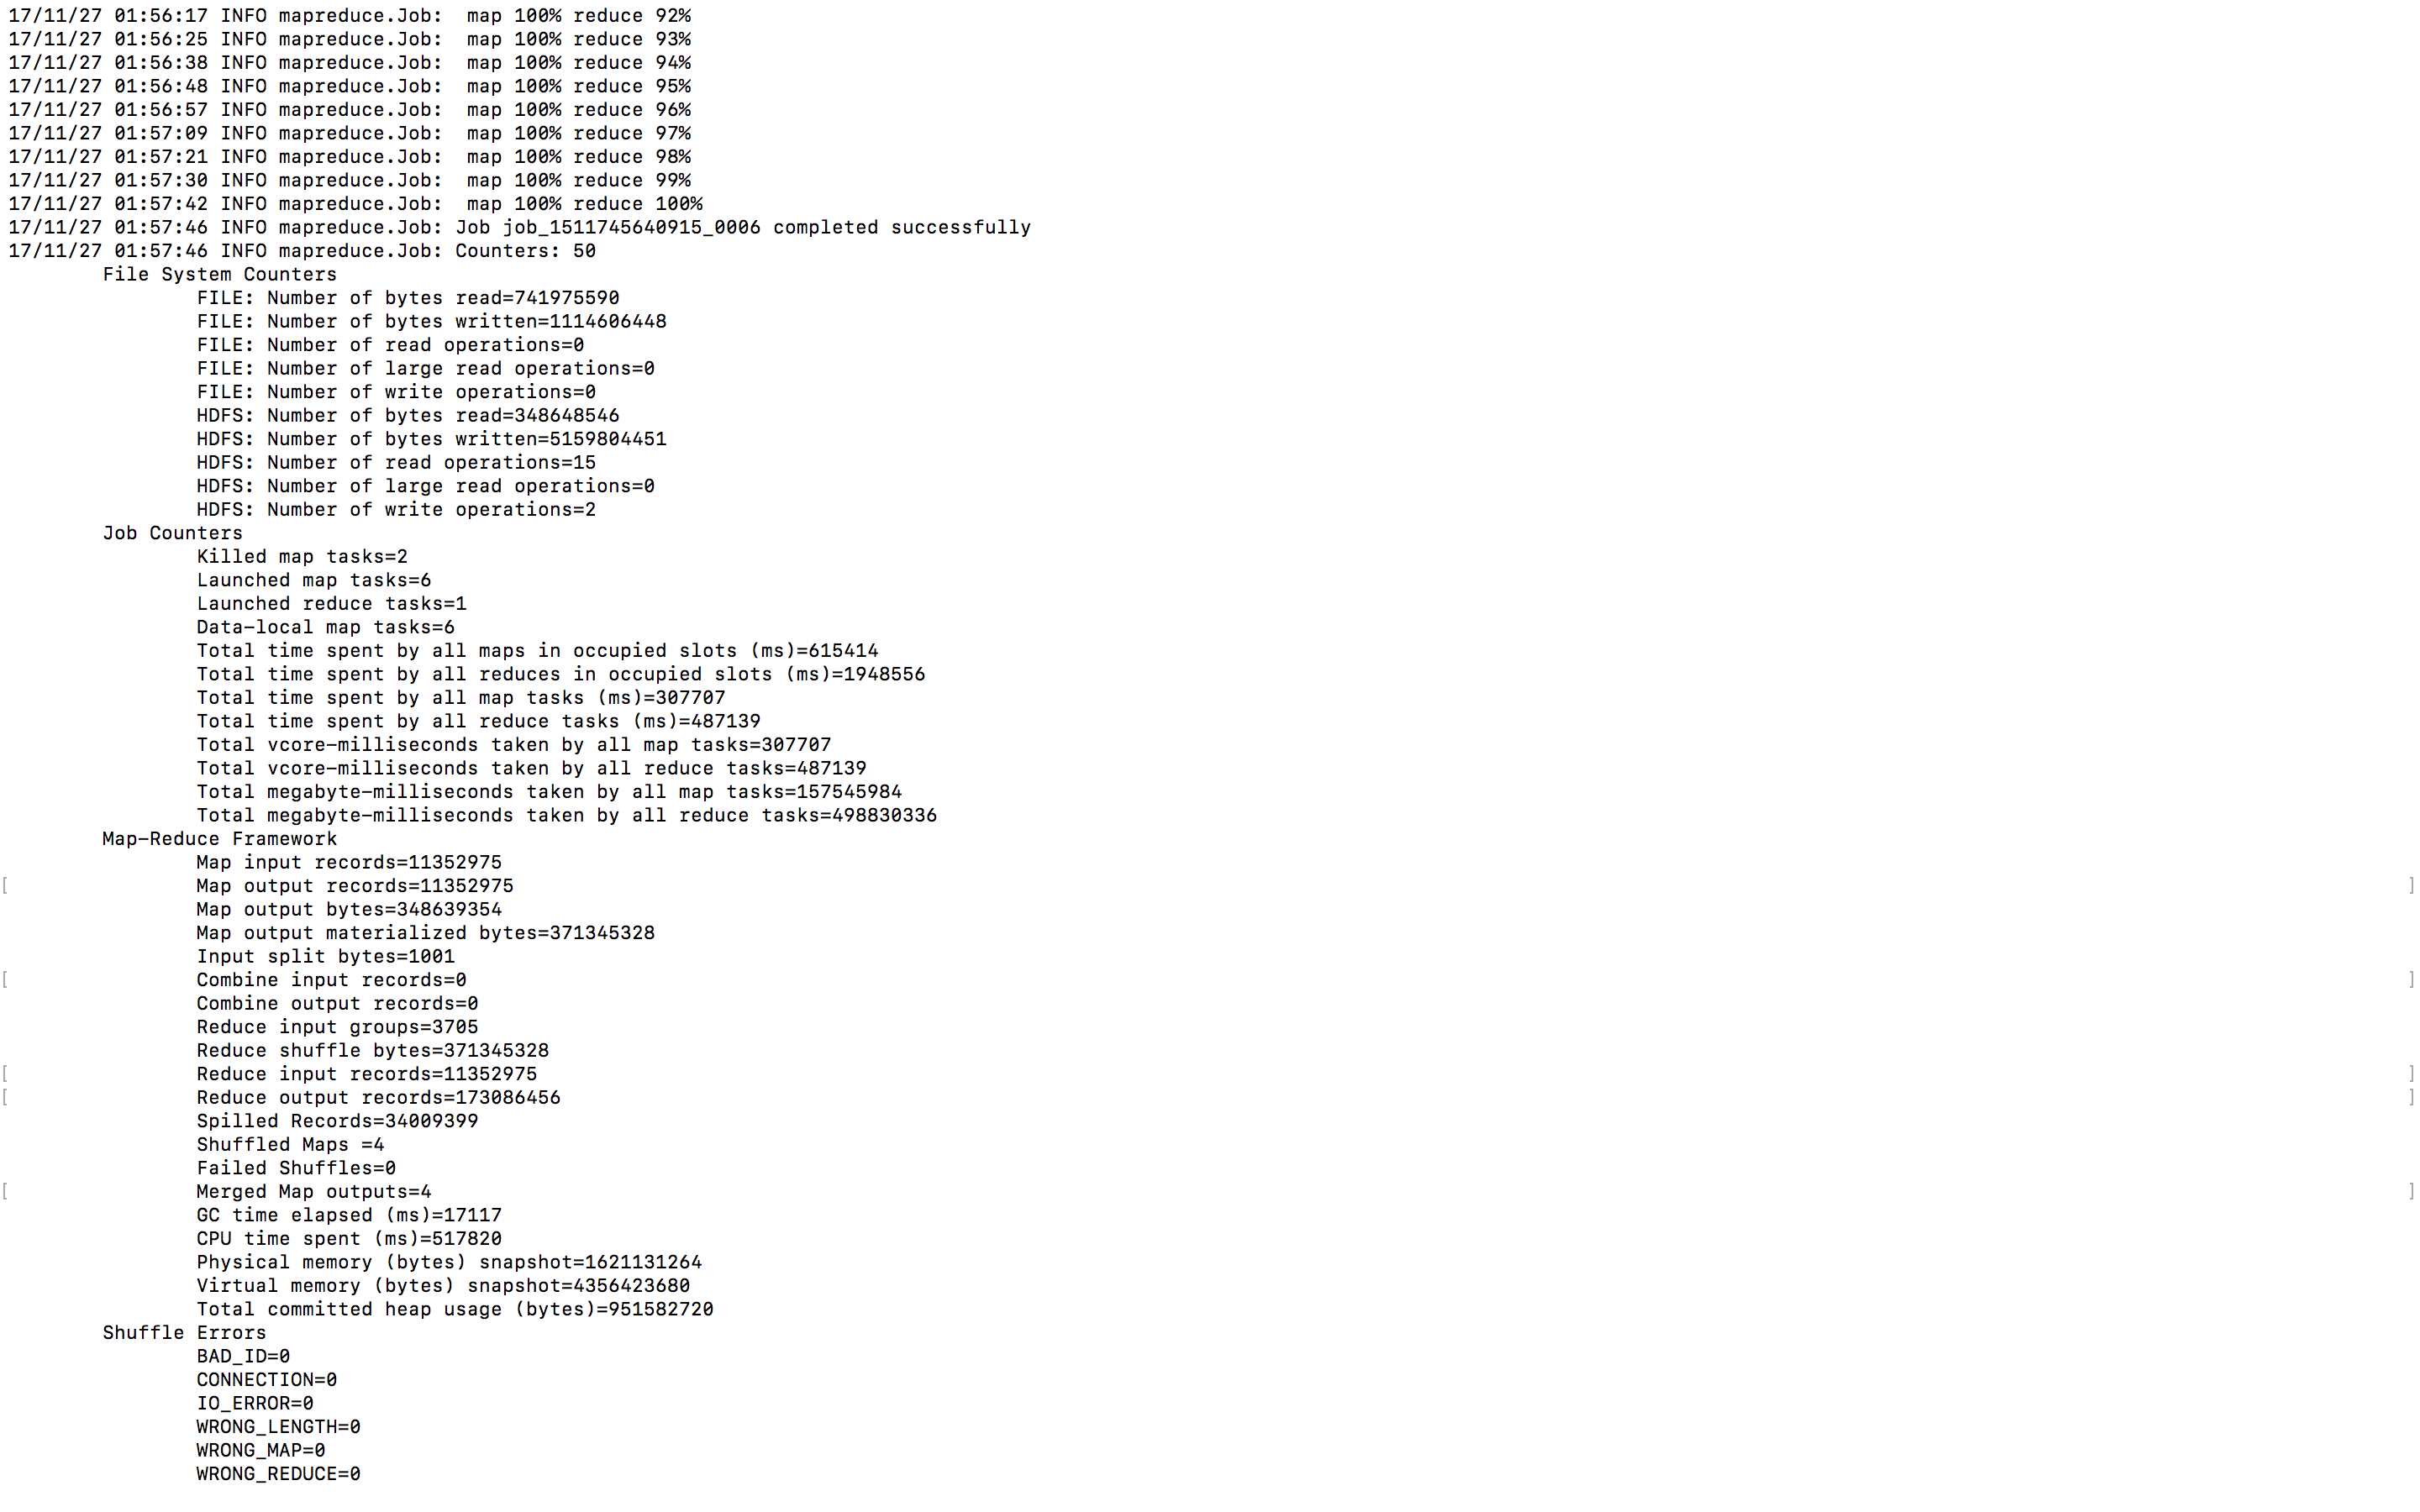 17/11/27 01:56:17 INFO mapreduce.Job:  map 100% reduce 92%
17/11/27 01:56:25 INFO mapreduce.Job:  map 100% reduce 93%
17/11/27 01:56:38 INFO mapreduce.Job:  map 100% reduce 94%
17/11/27 01:56:48 INFO mapreduce.Job:  map 100% reduce 95%
17/11/27 01:56:57 INFO mapreduce.Job:  map 100% reduce 96%
17/11/27 01:57:09 INFO mapreduce.Job:  map 100% reduce 97%
17/11/27 01:57:21 INFO mapreduce.Job:  map 100% reduce 98%
17/11/27 01:57:30 INFO mapreduce.Job:  map 100% reduce 99%
17/11/27 01:57:42 INFO mapreduce.Job:  map 100% reduce 100%
17/11/27 01:57:46 INFO mapreduce.Job: Job job_1511745640915_0006 completed successfully
17/11/27 01:57:46 INFO mapreduce.Job: Counters: 50
        File System Counters
                FILE: Number of bytes read=741975590
                FILE: Number of bytes written=1114606448
                FILE: Number of read operations=0
                FILE: Number of large read operations=0
                FILE: Number of write operations=0
                HDFS: Number of bytes read=348648546
                HDFS: Number of bytes written=5159804451
                HDFS: Number of read operations=15
                HDFS: Number of large read operations=0
                HDFS: Number of write operations=2
        Job Counters
                Killed map tasks=2
                Launched map tasks=6
                Launched reduce tasks=1
                Data-local map tasks=6
                Total time spent by all maps in occupied slots (ms)=615414
                Total time spent by all reduces in occupied slots (ms)=1948556
                Total time spent by all map tasks (ms)=307707
                Total time spent by all reduce tasks (ms)=487139
                Total vcore-milliseconds taken by all map tasks=307707
                Total vcore-milliseconds taken by all reduce tasks=487139
                Total megabyte-milliseconds taken by all map tasks=157545984
                Total megabyte-milliseconds taken by all reduce tasks=498830336
        Map-Reduce Framework
                Map input records=11352975
[               Map output records=11352975 ]
                Map output bytes=348639354
                Map output materialized bytes=371345328
                Input split bytes=1001
[               Combine input records=0 ]
                Combine output records=0
                Reduce input groups=3705
                Reduce shuffle bytes=371345328
[               Reduce input records=11352975 ]
[               Reduce output records=173086456 ]
                Spilled Records=34009399
                Shuffled Maps =4
                Failed Shuffles=0
[               Merged Map outputs=4 ]
                GC time elapsed (ms)=17117
                CPU time spent (ms)=517820
                Physical memory (bytes) snapshot=1621131264
                Virtual memory (bytes) snapshot=4356423680
                Total committed heap usage (bytes)=951582720
        Shuffle Errors
                BAD_ID=0
                CONNECTION=0
                IO_ERROR=0
                WRONG_LENGTH=0
                WRONG_MAP=0
                WRONG_REDUCE=0